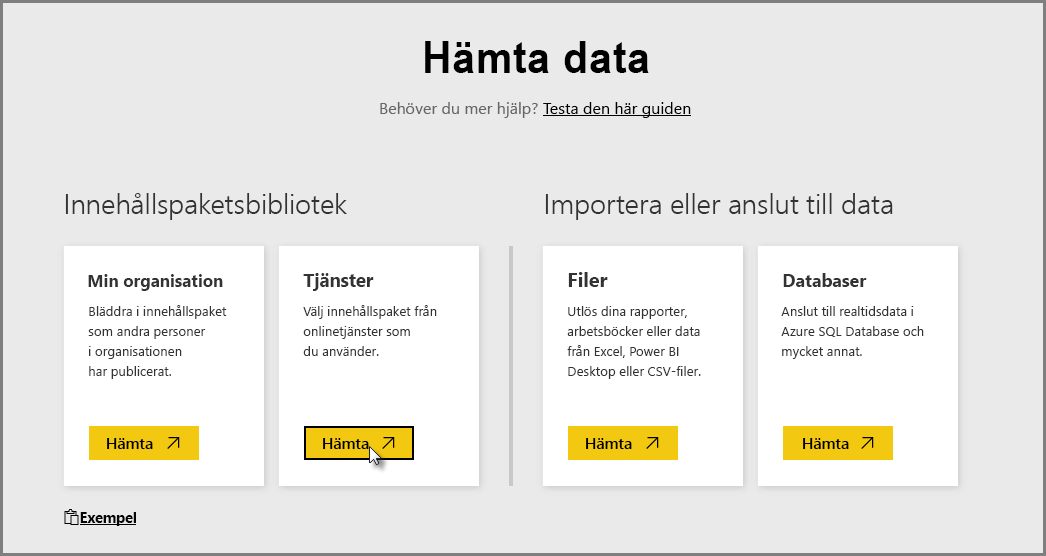 Hämta data
Behöver du mer hjälp? Testa den här guiden
Innehållspaketsbibliotek
Min organisation
Bläddra i innehållspaket
som andra personer
i organisationen
har publicerat.
Hämta
Tjänster
Välj innehållspaket från
onlinetjänster som
du använder.
Hämta
Importera eller anslut till data
Filer
Utlös dina rapporter,
arbetsböcker eller data
från Excel, Power BI
Desktop eller CSV-filer.
Hämta
Databaser
Anslut till realtidsdata i
Azure SQL Database och
mycket annat.
Hämta
Exempel